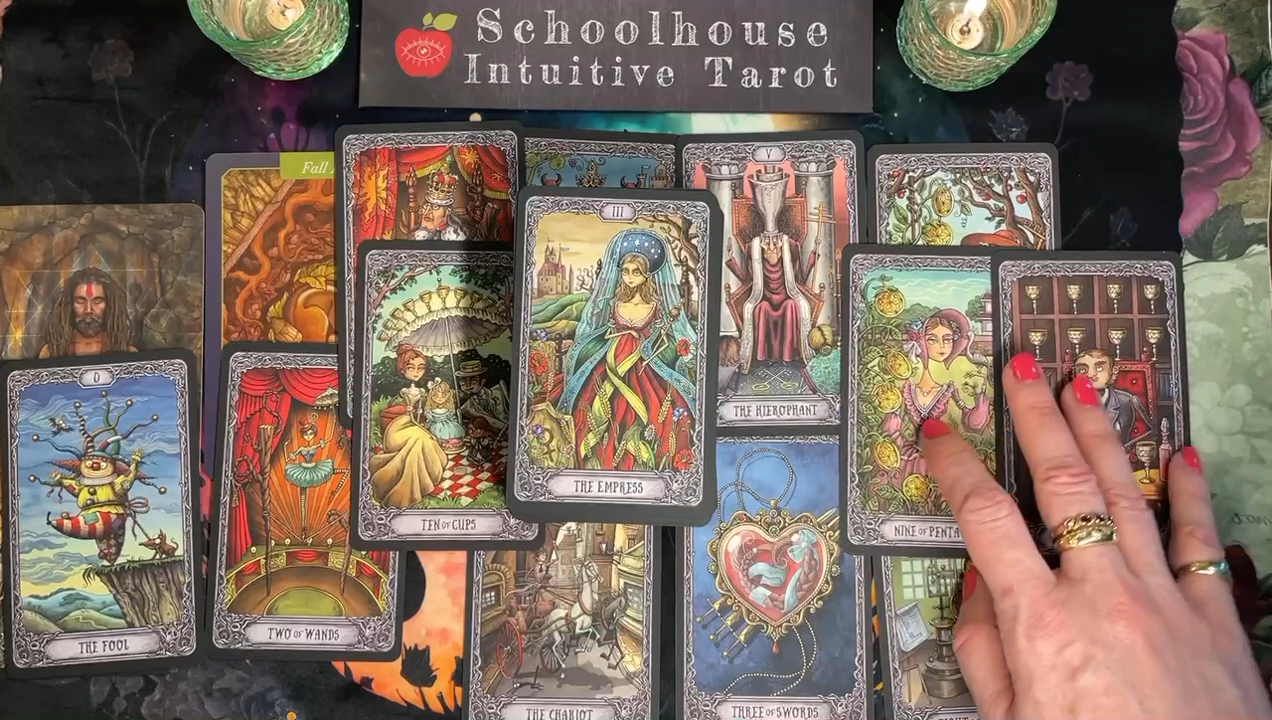 Schoolhouse
Intuitive Tarot
Fall
V
III
0
THE HIEROPHANT
THE EMPRESS
TEN OF CUPS
NINE OF
TWO OF WANDS
THE FOOL
THE CHARIOT
THREE OF SWORDS